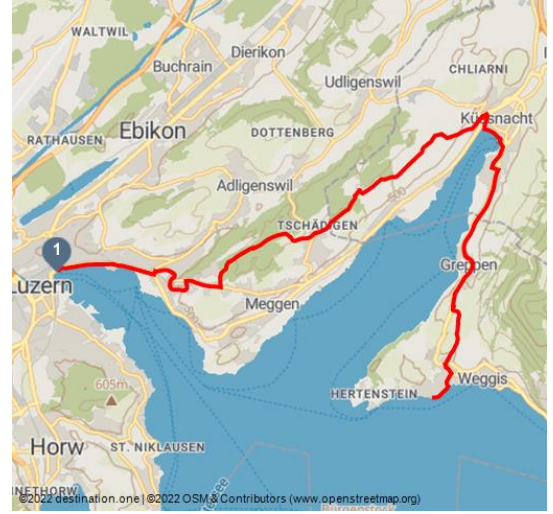 WALTWIL
Dierikon
Buchrain
CHLIARNI
Udligenswil
Küssnacht
Ebikon
RATHAUSEN
DOTTENBERG
Adligenswil
TSCHÄDIGEN
1
Luzern
Greppen
Meggen
Weggis
HERTENSTEIN
605m
Horw
ST. NIKLAUSEN
©2022 destination.one | ©2022 OSM & Contributors (www.openstreetmap.org)